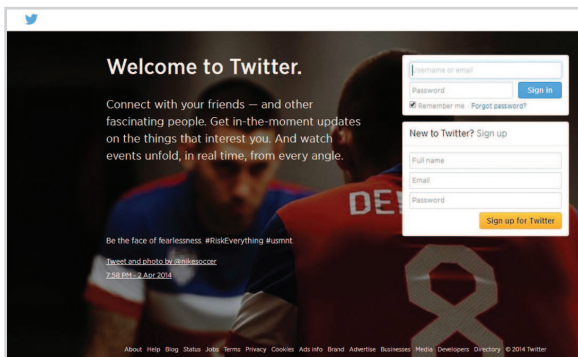 Welcome to Twitter.
Connect with your friends — and other
fascinating people. Get in-the-moment updates
on the things that interest you. And watch
events unfold, in real time, from every angle.
Be the face of fearlessness. #RiskEverything #usmnt
Tweet and photo by @nikesoccer
7:58 PM - 2 Apr 2014
Username or email
Password
Sign in
Remember me · Forgot password?
New to Twitter? Sign up
Full name
Email
Password
Sign up for Twitter
DE
About Help Blog Status Jobs Terms Privacy Cookies Ads info Brand Advertise Businesses Media Developers Directory © 2014 Twitter